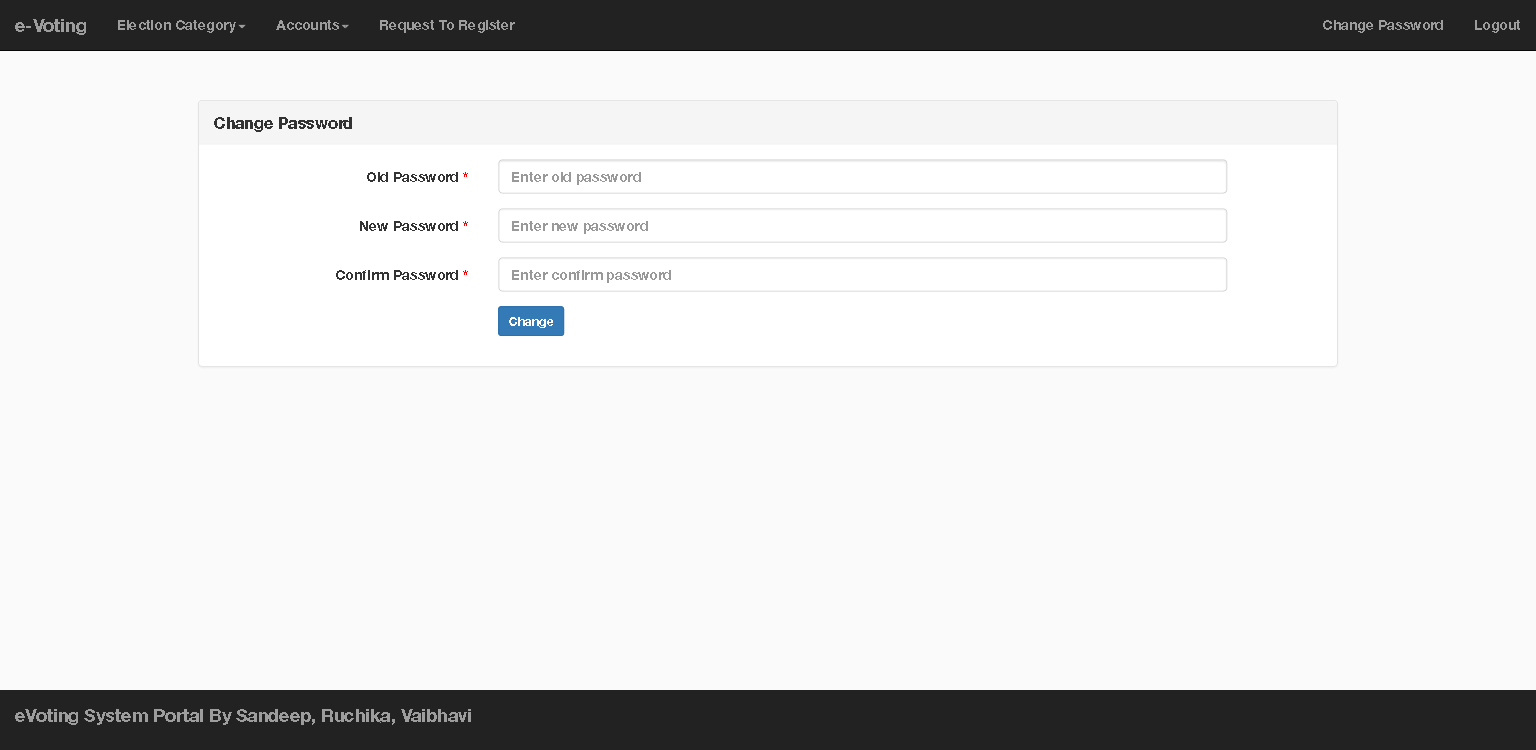 e-Voting Election Category Accounts Request To Register Change Password Logout
Change Password
Old Password * Enter old password
New Password * Enter new password
Confirm Password * Enter confirm password
Change
eVoting System Portal By Sandeep, Ruchika, Vaibhavi